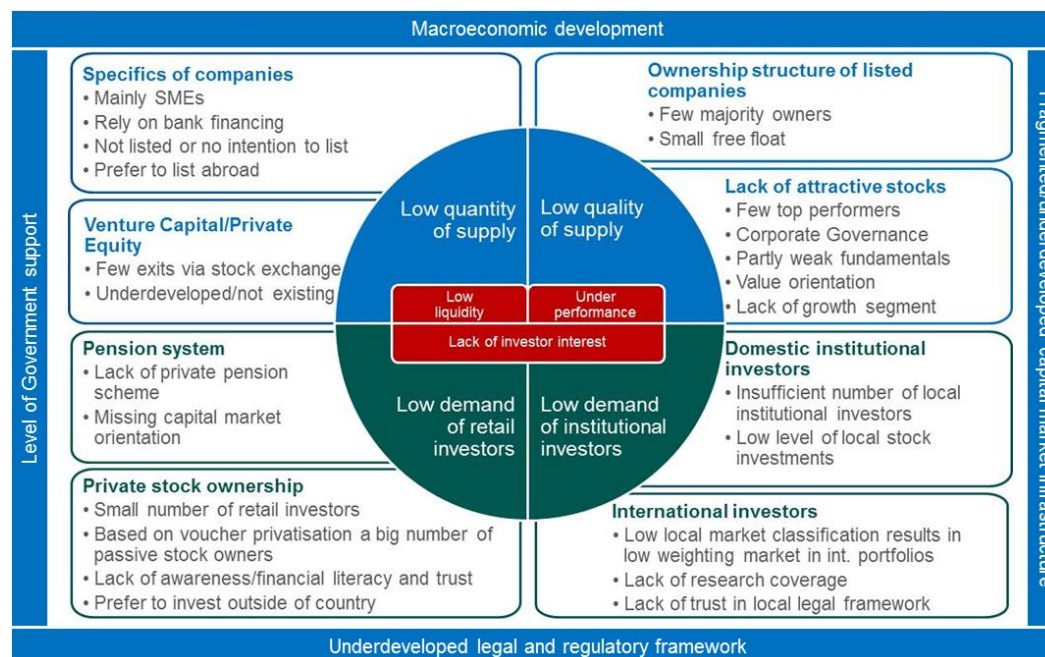 Macroeconomic development
Level of Government support
Specifics of companies
• Mainly SMEs
• Rely on bank financing
• Not listed or no intention to list
• Prefer to list abroad
Venture Capital/Private
Equity
• Few exits via stock exchange
• Underdeveloped/not existing
Pension system
• Lack of private pension
scheme
• Missing capital market
orientation
Private stock ownership
• Small number of retail investors
• Based on voucher privatisation a big number of
passive stock owners
• Lack of awareness/financial literacy and trust
• Prefer to invest outside of country
Low quantity
of supply
Low quality
of supply
Low
liquidity
Under
performance
Lack of investor interest
Low demand
of retail
investors
Low demand
of institutional
investors
Ownership structure of listed
companies
• Few majority owners
• Small free float
Lack of attractive stocks
• Few top performers
• Corporate Governance
• Partly weak fundamentals
• Value orientation
• Lack of growth segment
Domestic institutional
investors
• Insufficient number of local
institutional investors
• Low level of local stock
investments
International investors
• Low local market classification results in
low weighting market in int. portfolios
• Lack of research coverage
• Lack of trust in local legal framework
Fragmented/underdeveloped capital market infrastructure
Underdeveloped legal and regulatory framework